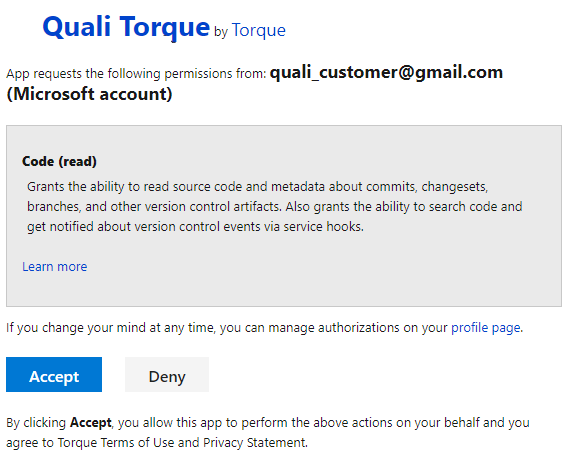 Quali Torque by Torque
App requests the following permissions from: quali_customer@gmail.com
(Microsoft account)
Code (read)
Grants the ability to read source code and metadata about commits, changesets,
branches, and other version control artifacts. Also grants the ability to search code and
get notified about version control events via service hooks.
Learn more
If you change your mind at any time, you can manage authorizations on your profile page.
Accept Deny
By clicking Accept, you allow this app to perform the above actions on your behalf and you
agree to Torque Terms of Use and Privacy Statement.